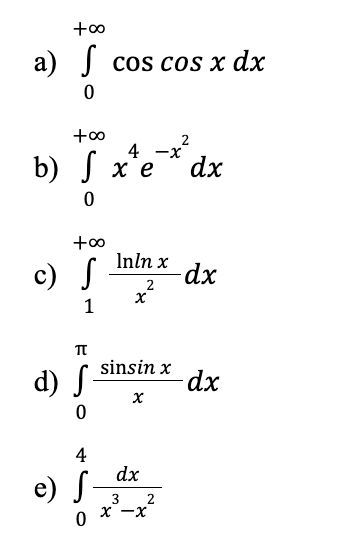 a) ∫₀^{+∞} cos cos x dx
b) ∫₀^{+∞} x⁴e^{−x²} dx
c) ∫₁^{+∞} lnln x / x² dx
d) ∫₀^{π} sinsin x / x dx
e) ∫₀^{4} dx / x³−x²